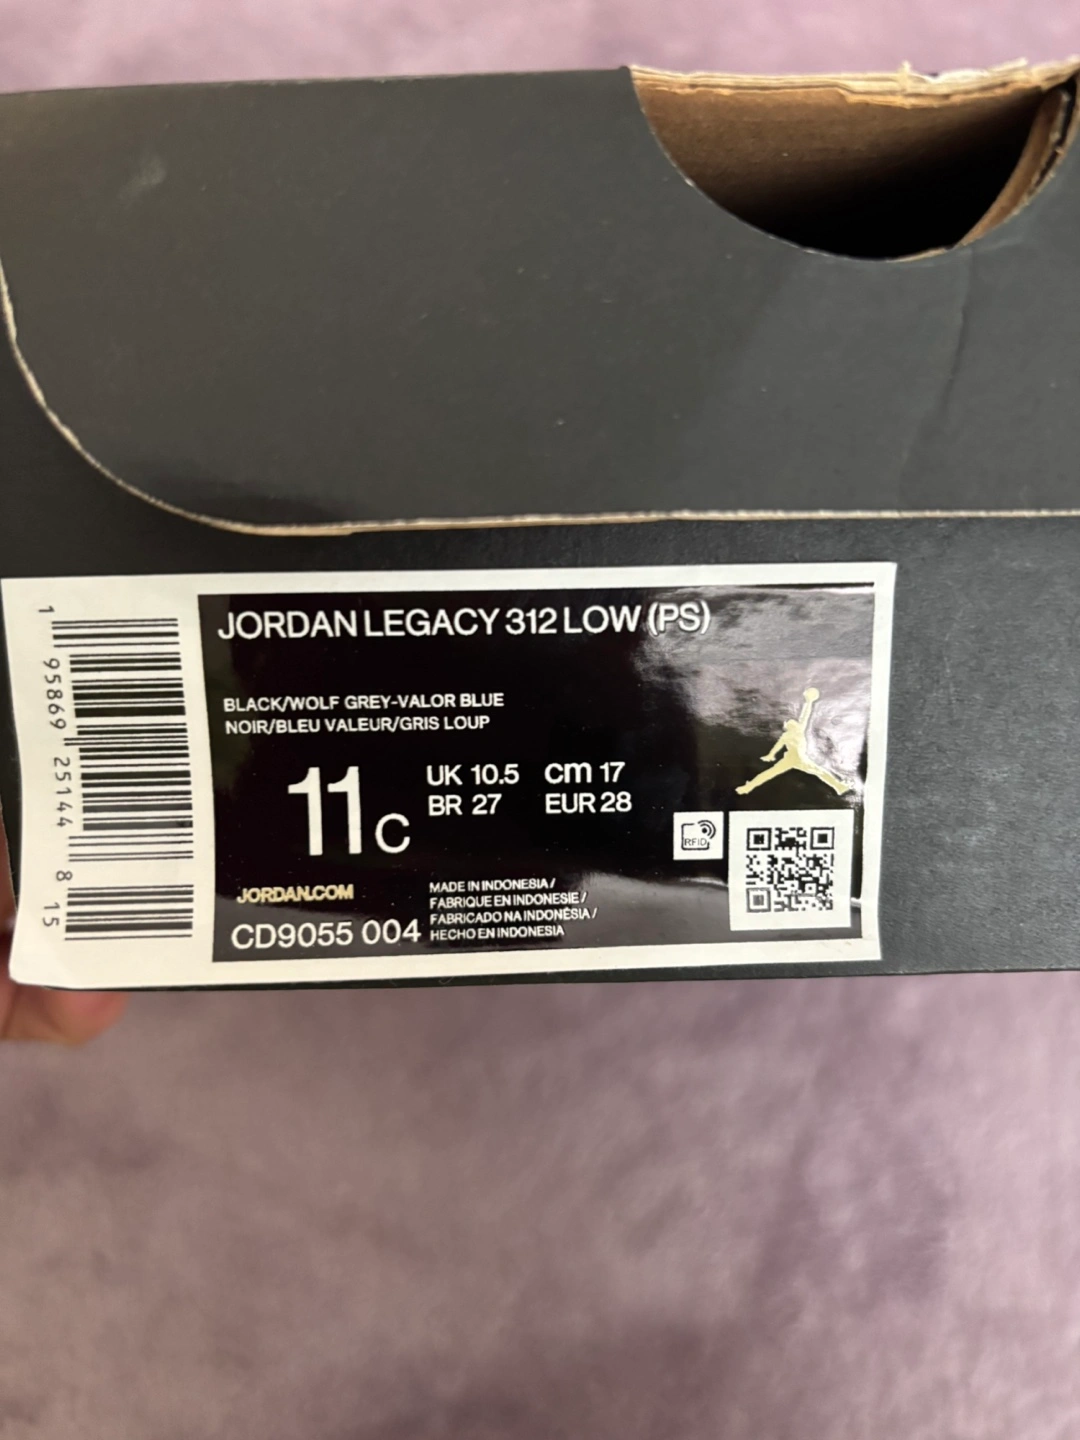 JORDAN LEGACY 312 LOW (PS)
BLACK/WOLF GREY-VALOR BLUE
NOIR/BLEU VALEUR/GRIS LOUP
11C
UK 10.5 cm 17
BR 27 EUR 28
RFID
JORDAN.COM
CD9055 004
MADE IN INDONESIA /
FABRIQUE EN INDONESIE /
FABRICADO NA INDONÉSIA /
HECHO EN INDONESIA
1 95869 25144 8 15